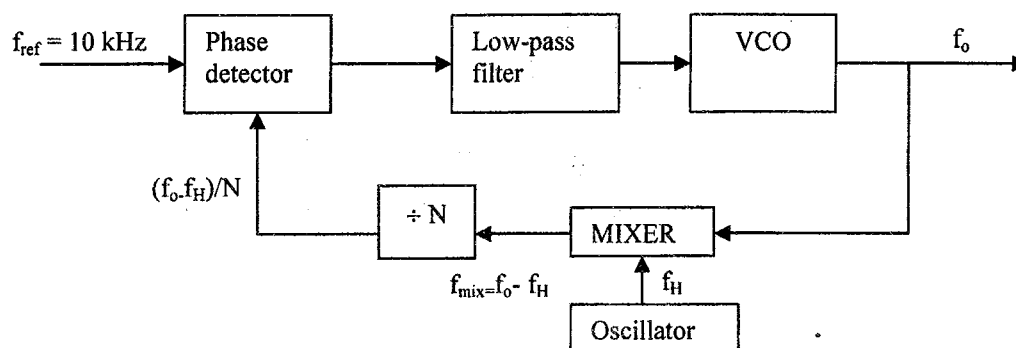 f_ref = 10 kHz
Phase
detector
Low-pass
filter
VCO
f_o
(f_o-f_H)/N
÷ N
MIXER
f_mix=f_o- f_H
f_H
Oscillator